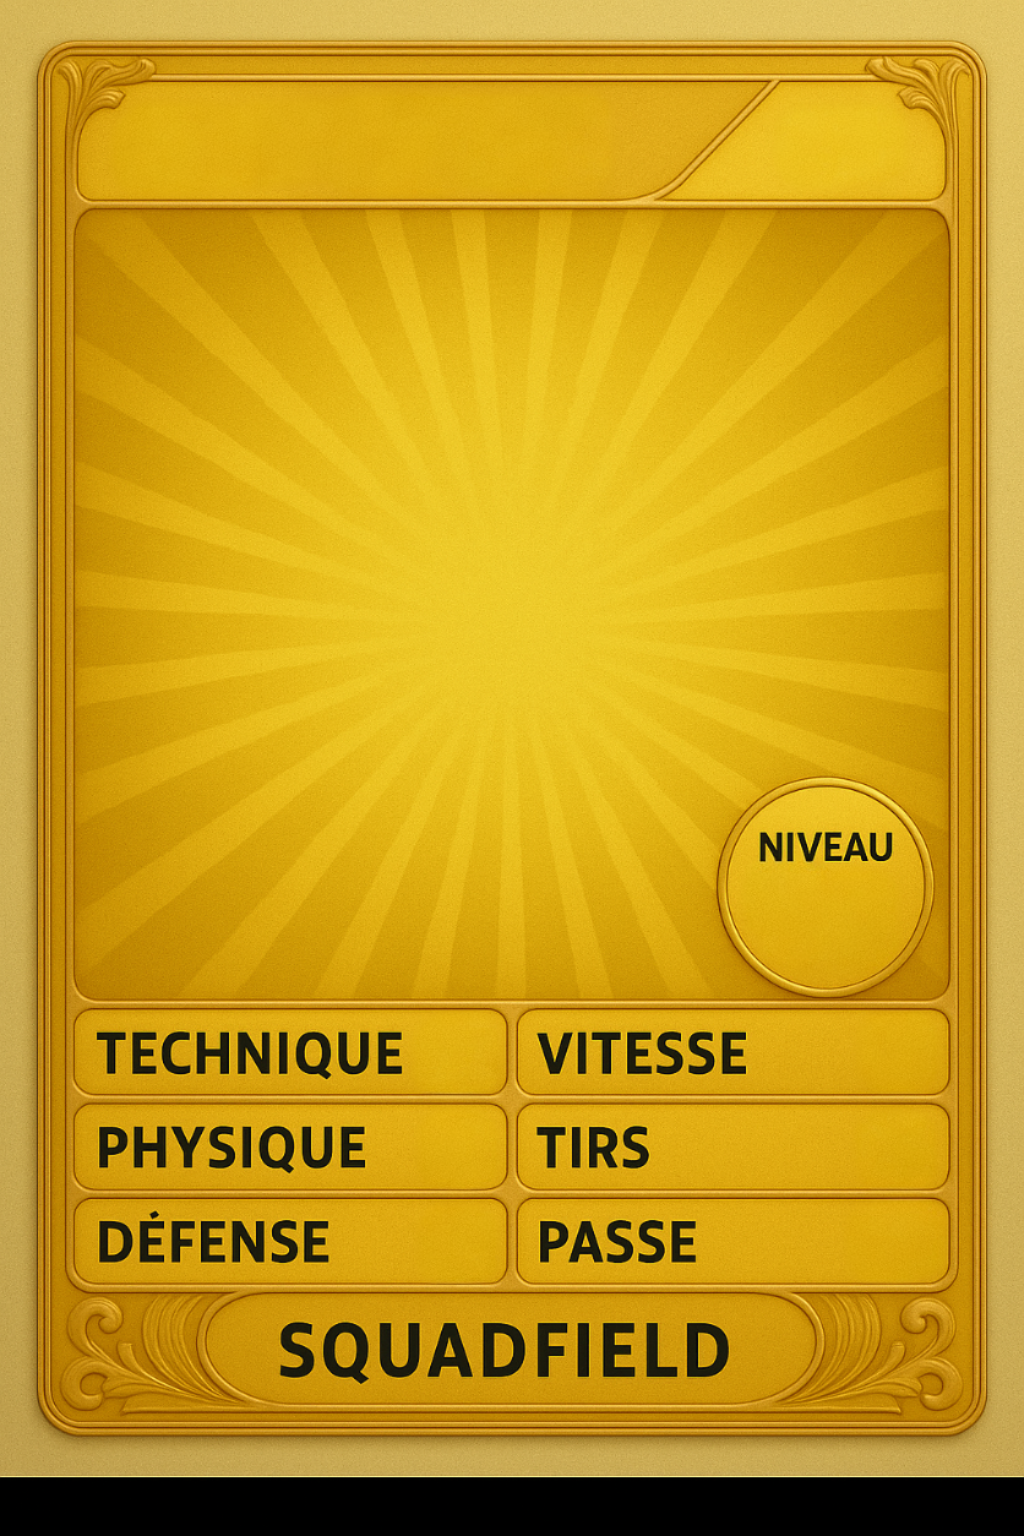 NIVEAU
TECHNIQUE
VITESSE
PHYSIQUE
TIRS
DÉFENSE
PASSE
SQUADFIELD